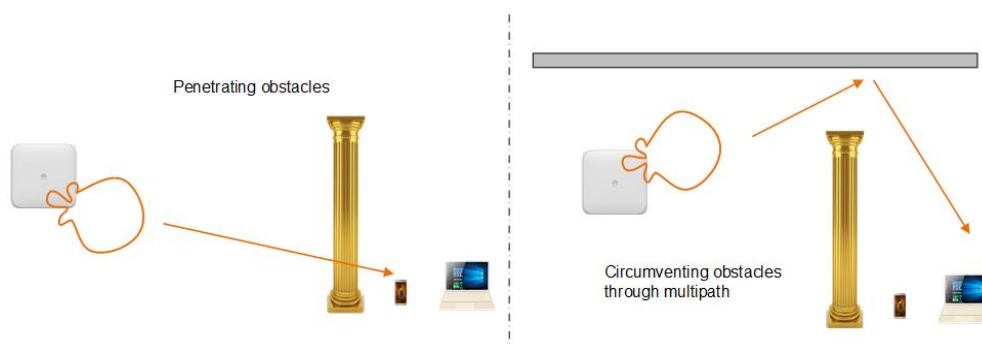 Penetrating obstacles
Circumventing obstacles
through multipath